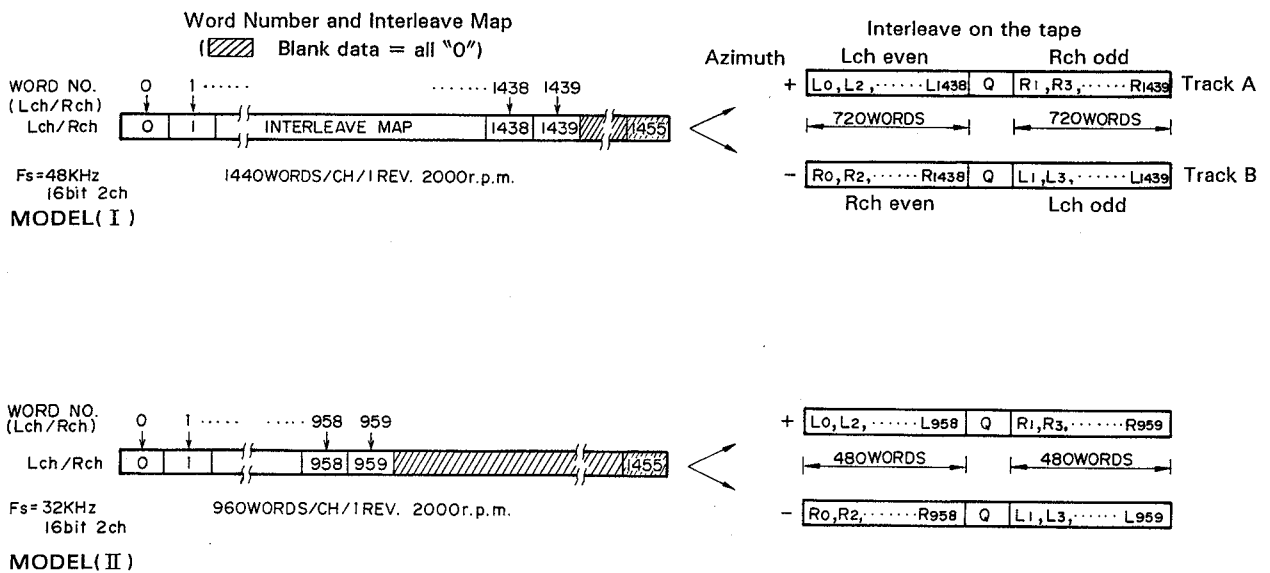 Word Number and Interleave Map
( Blank data = all "0")
Interleave on the tape
Azimuth
Lch even
Rch odd
WORD NO.
(Lch/Rch)
0
1 ······
······· 1438
1439
Lch/Rch
0
1
INTERLEAVE MAP
1438
1439
1455
+
L0, L2, ······ L1438
Q
R1, R3, ······ R1439
Track A
720WORDS
720WORDS
Fs=48KHz
16bit 2ch
1440WORDS/CH/1REV. 2000r.p.m.
MODEL(I)
−
R0, R2, ······ R1438
Q
L1, L3, ······ L1439
Track B
Rch even
Lch odd
WORD NO.
(Lch/Rch)
0
1 ·····
····· 958
959
Lch/Rch
0
1
958
959
1455
+
L0, L2, ······ L958
Q
R1, R3, ······· R959
480WORDS
480WORDS
Fs=32KHz
16bit 2ch
960WORDS/CH/1REV. 2000r.p.m.
MODEL(II)
−
R0, R2, ······· R958
Q
L1, L3, ······ L959